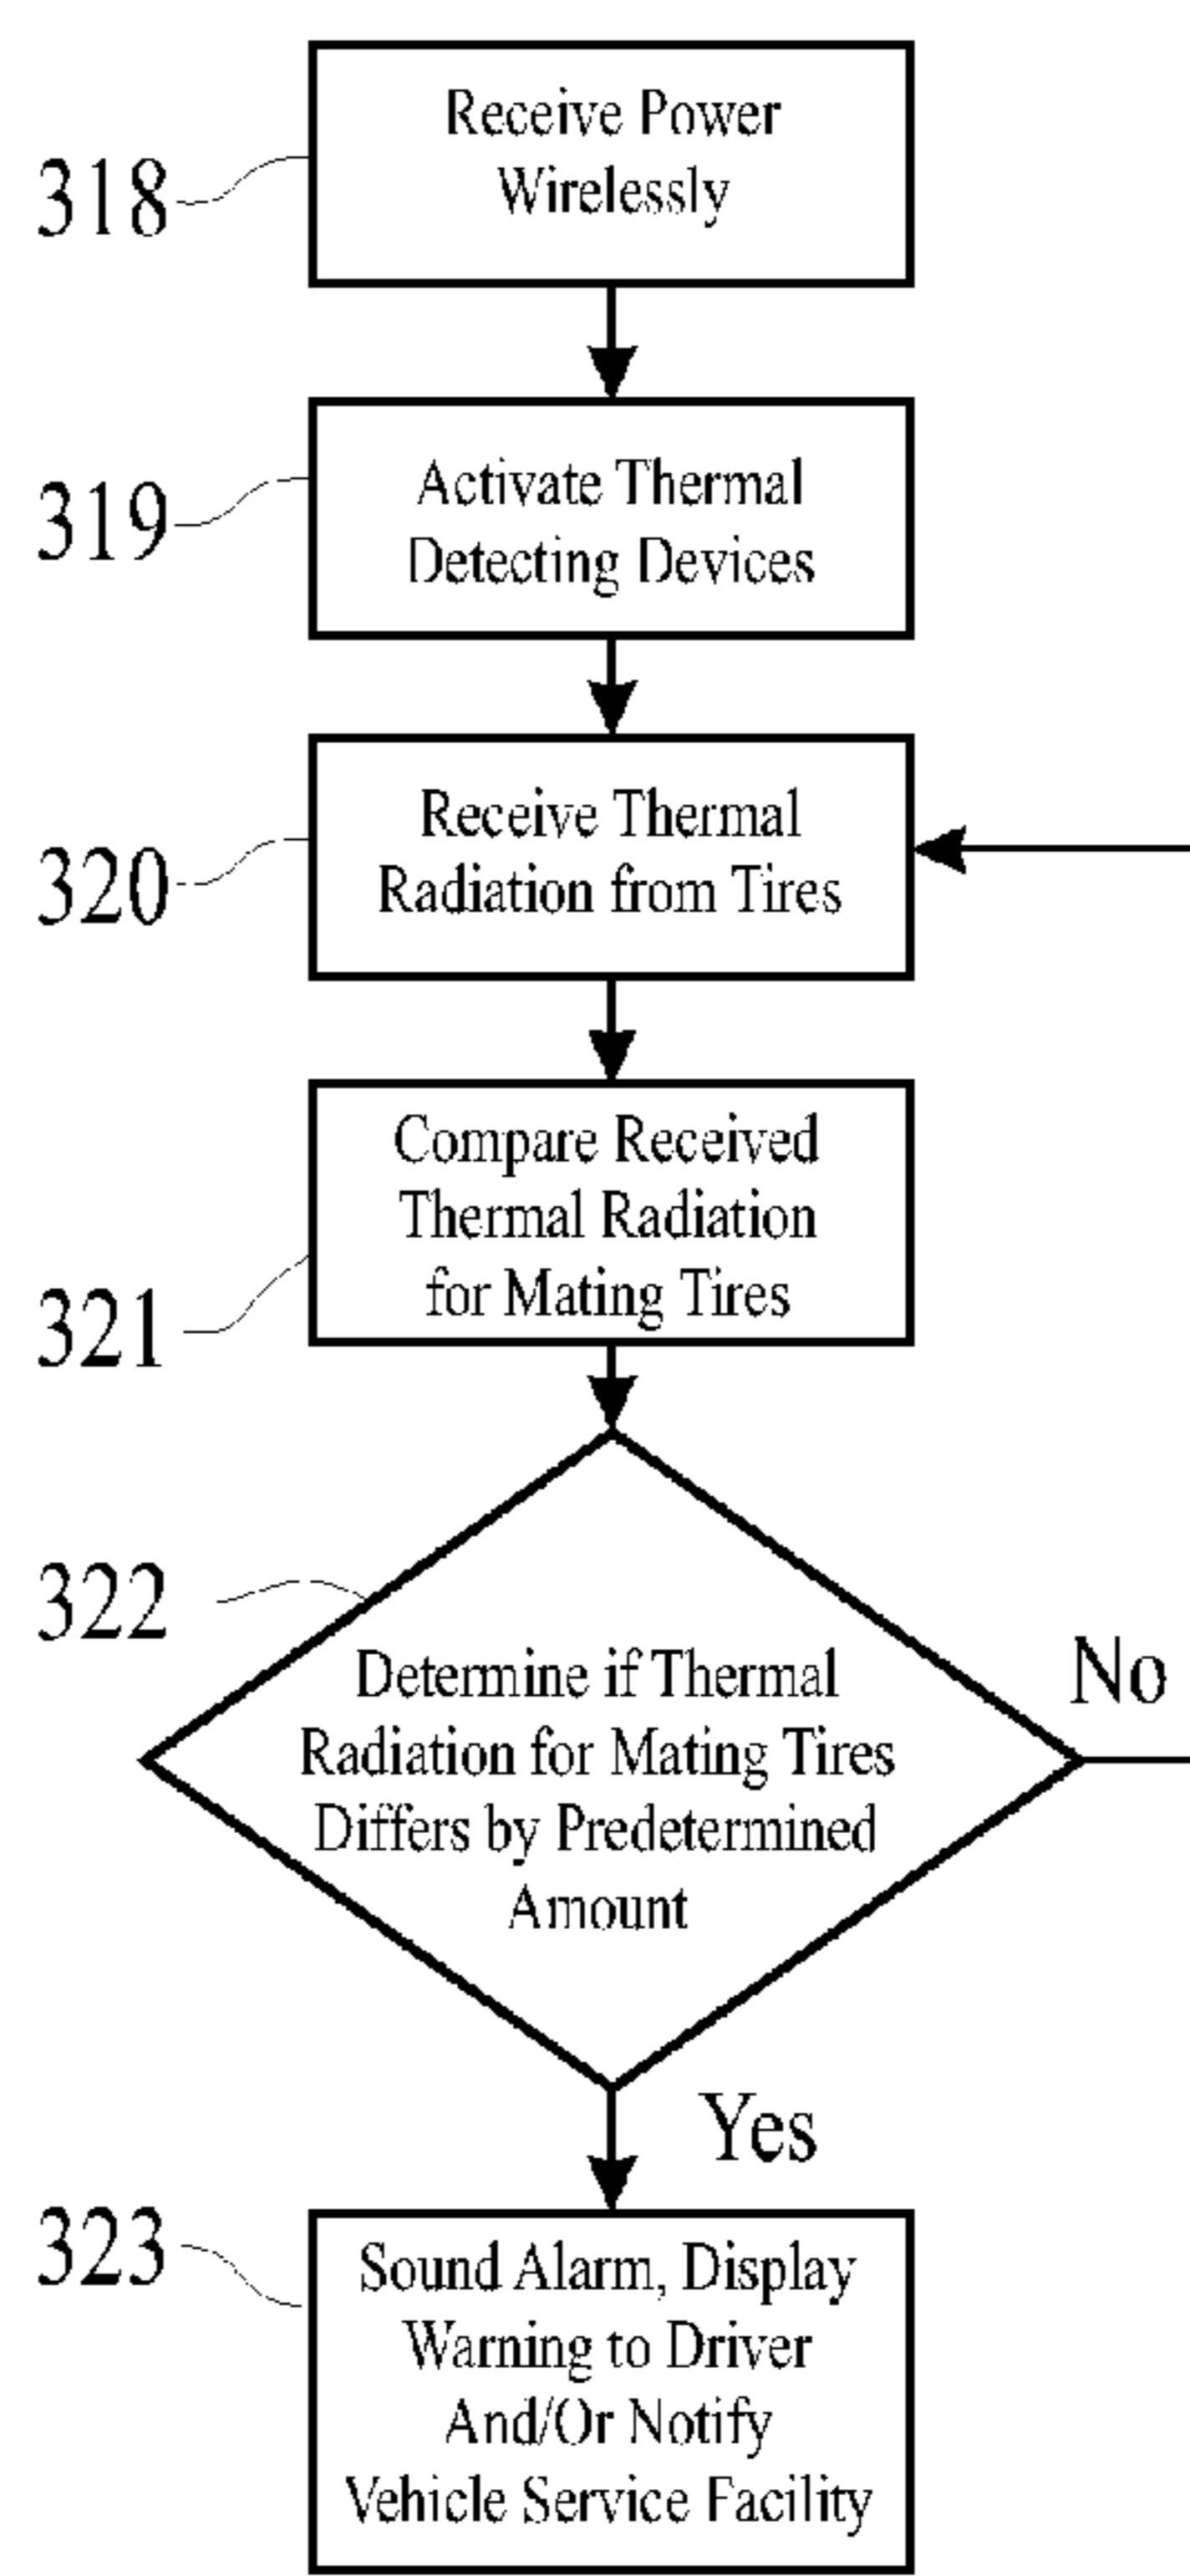 318
Receive Power
Wirelessly
319
Activate Thermal
Detecting Devices
320
Receive Thermal
Radiation from Tires
321
Compare Received
Thermal Radiation
for Mating Tires
322
Determine if Thermal
Radiation for Mating Tires
Differs by Predetermined
Amount
No
Yes
323
Sound Alarm, Display
Warning to Driver
And/Or Notify
Vehicle Service Facility